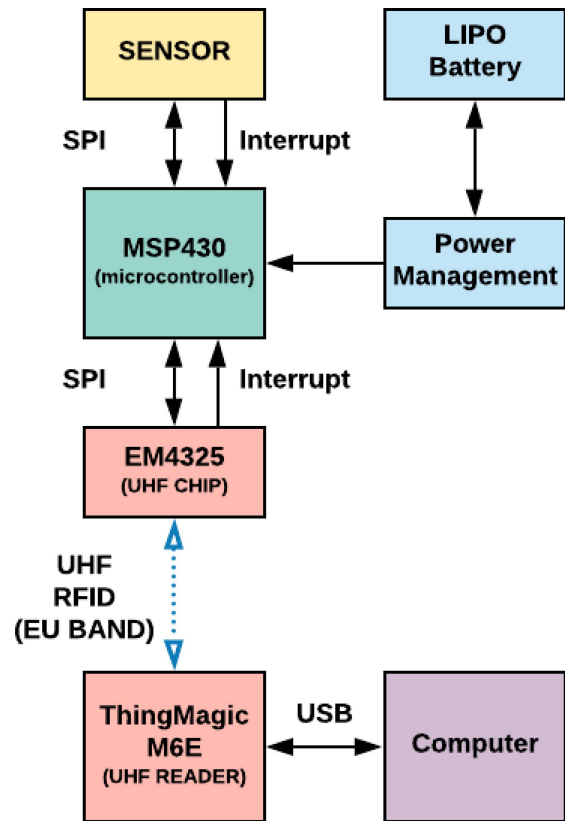 SENSOR
LIPO
Battery
SPI
Interrupt
MSP430
(microcontroller)
Power
Management
SPI
Interrupt
EM4325
(UHF CHIP)
UHF
RFID
(EU BAND)
ThingMagic
M6E
(UHF READER)
USB
Computer